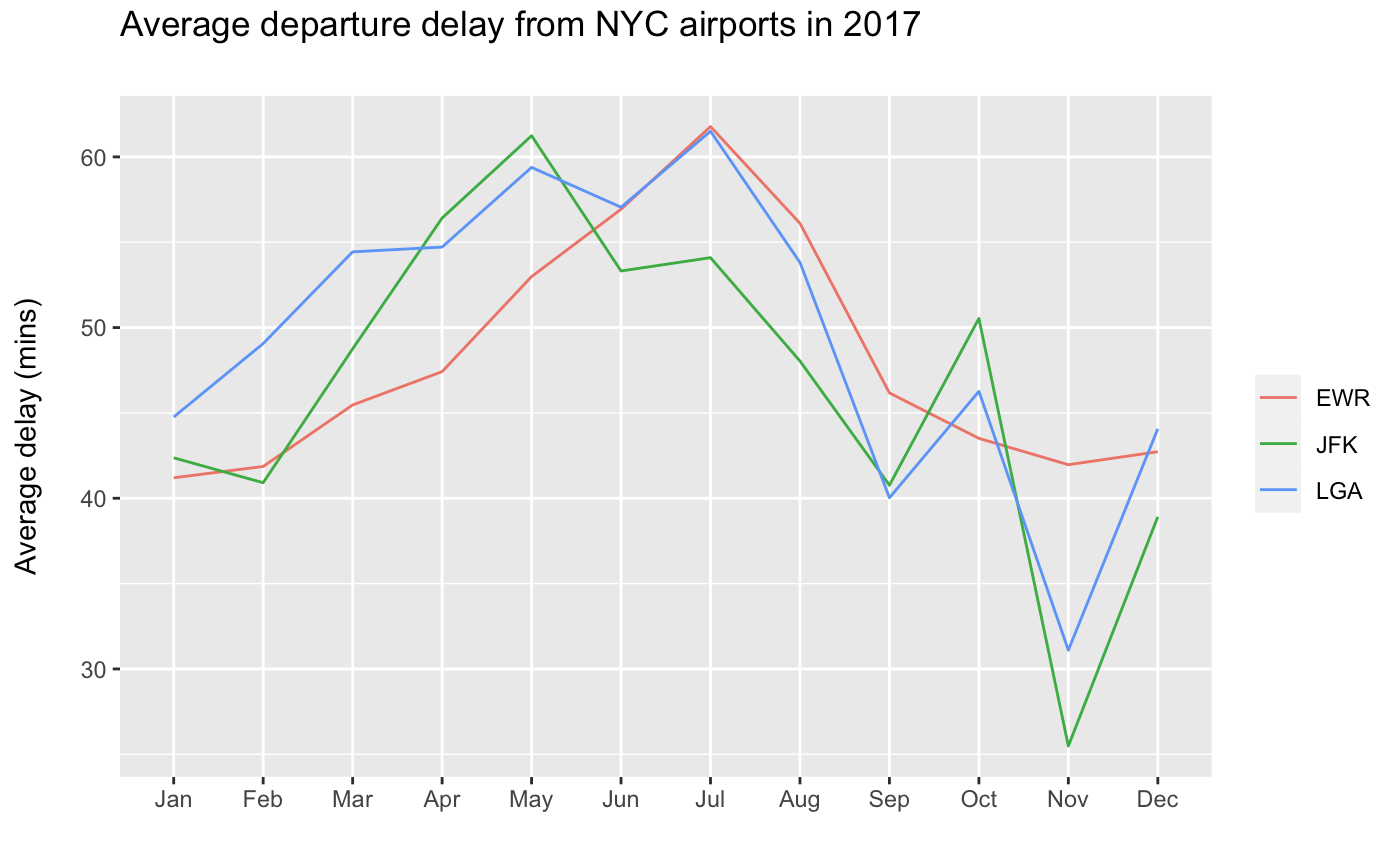 Average departure delay from NYC airports in 2017
Average delay (mins)
60
50
40
30
Jan Feb Mar Apr May Jun Jul Aug Sep Oct Nov Dec
EWR
JFK
LGA